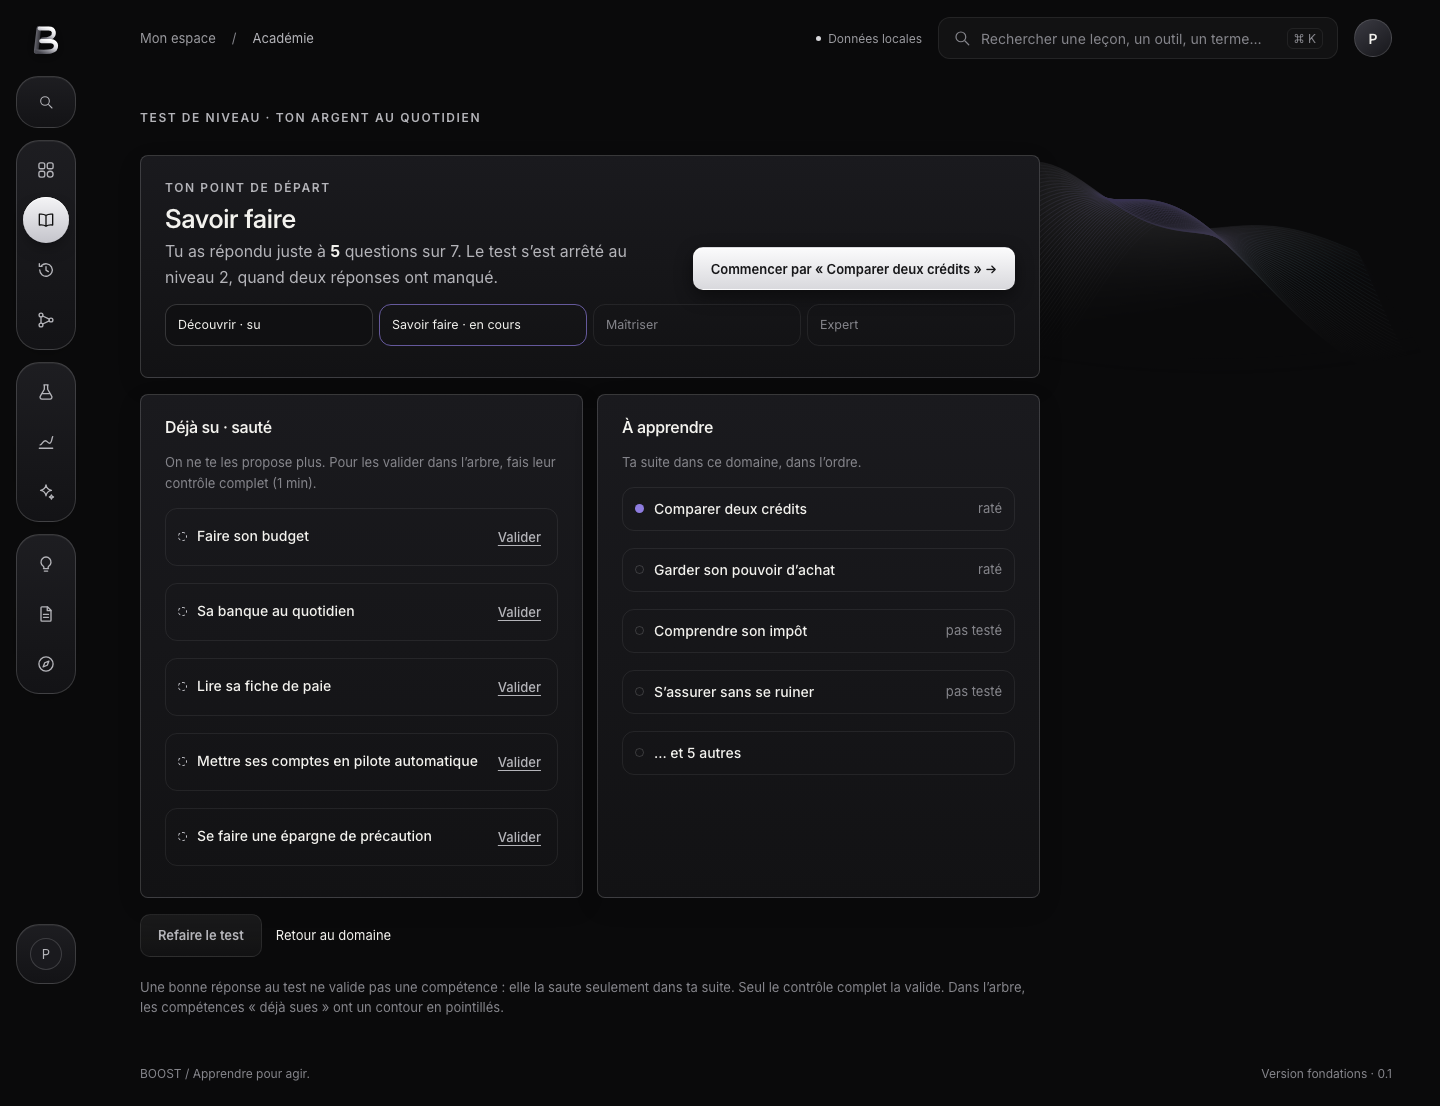 B
Mon espace / Académie
Données locales
Rechercher une leçon, un outil, un terme…
⌘ K
P
TEST DE NIVEAU · TON ARGENT AU QUOTIDIEN
TON POINT DE DÉPART
Savoir faire
Tu as répondu juste à 5 questions sur 7. Le test s’est arrêté au
niveau 2, quand deux réponses ont manqué.
Commencer par « Comparer deux crédits » →
Découvrir · su
Savoir faire · en cours
Maîtriser
Expert
Déjà su · sauté
On ne te les propose plus. Pour les valider dans l’arbre, fais leur
contrôle complet (1 min).
Faire son budget Valider
Sa banque au quotidien Valider
Lire sa fiche de paie Valider
Mettre ses comptes en pilote automatique Valider
Se faire une épargne de précaution Valider
À apprendre
Ta suite dans ce domaine, dans l’ordre.
Comparer deux crédits raté
Garder son pouvoir d’achat raté
Comprendre son impôt pas testé
S’assurer sans se ruiner pas testé
… et 5 autres
P
Refaire le test
Retour au domaine
Une bonne réponse au test ne valide pas une compétence : elle la saute seulement dans ta suite. Seul le contrôle complet la valide. Dans l’arbre,
les compétences « déjà sues » ont un contour en pointillés.
BOOST / Apprendre pour agir.
Version fondations · 0.1